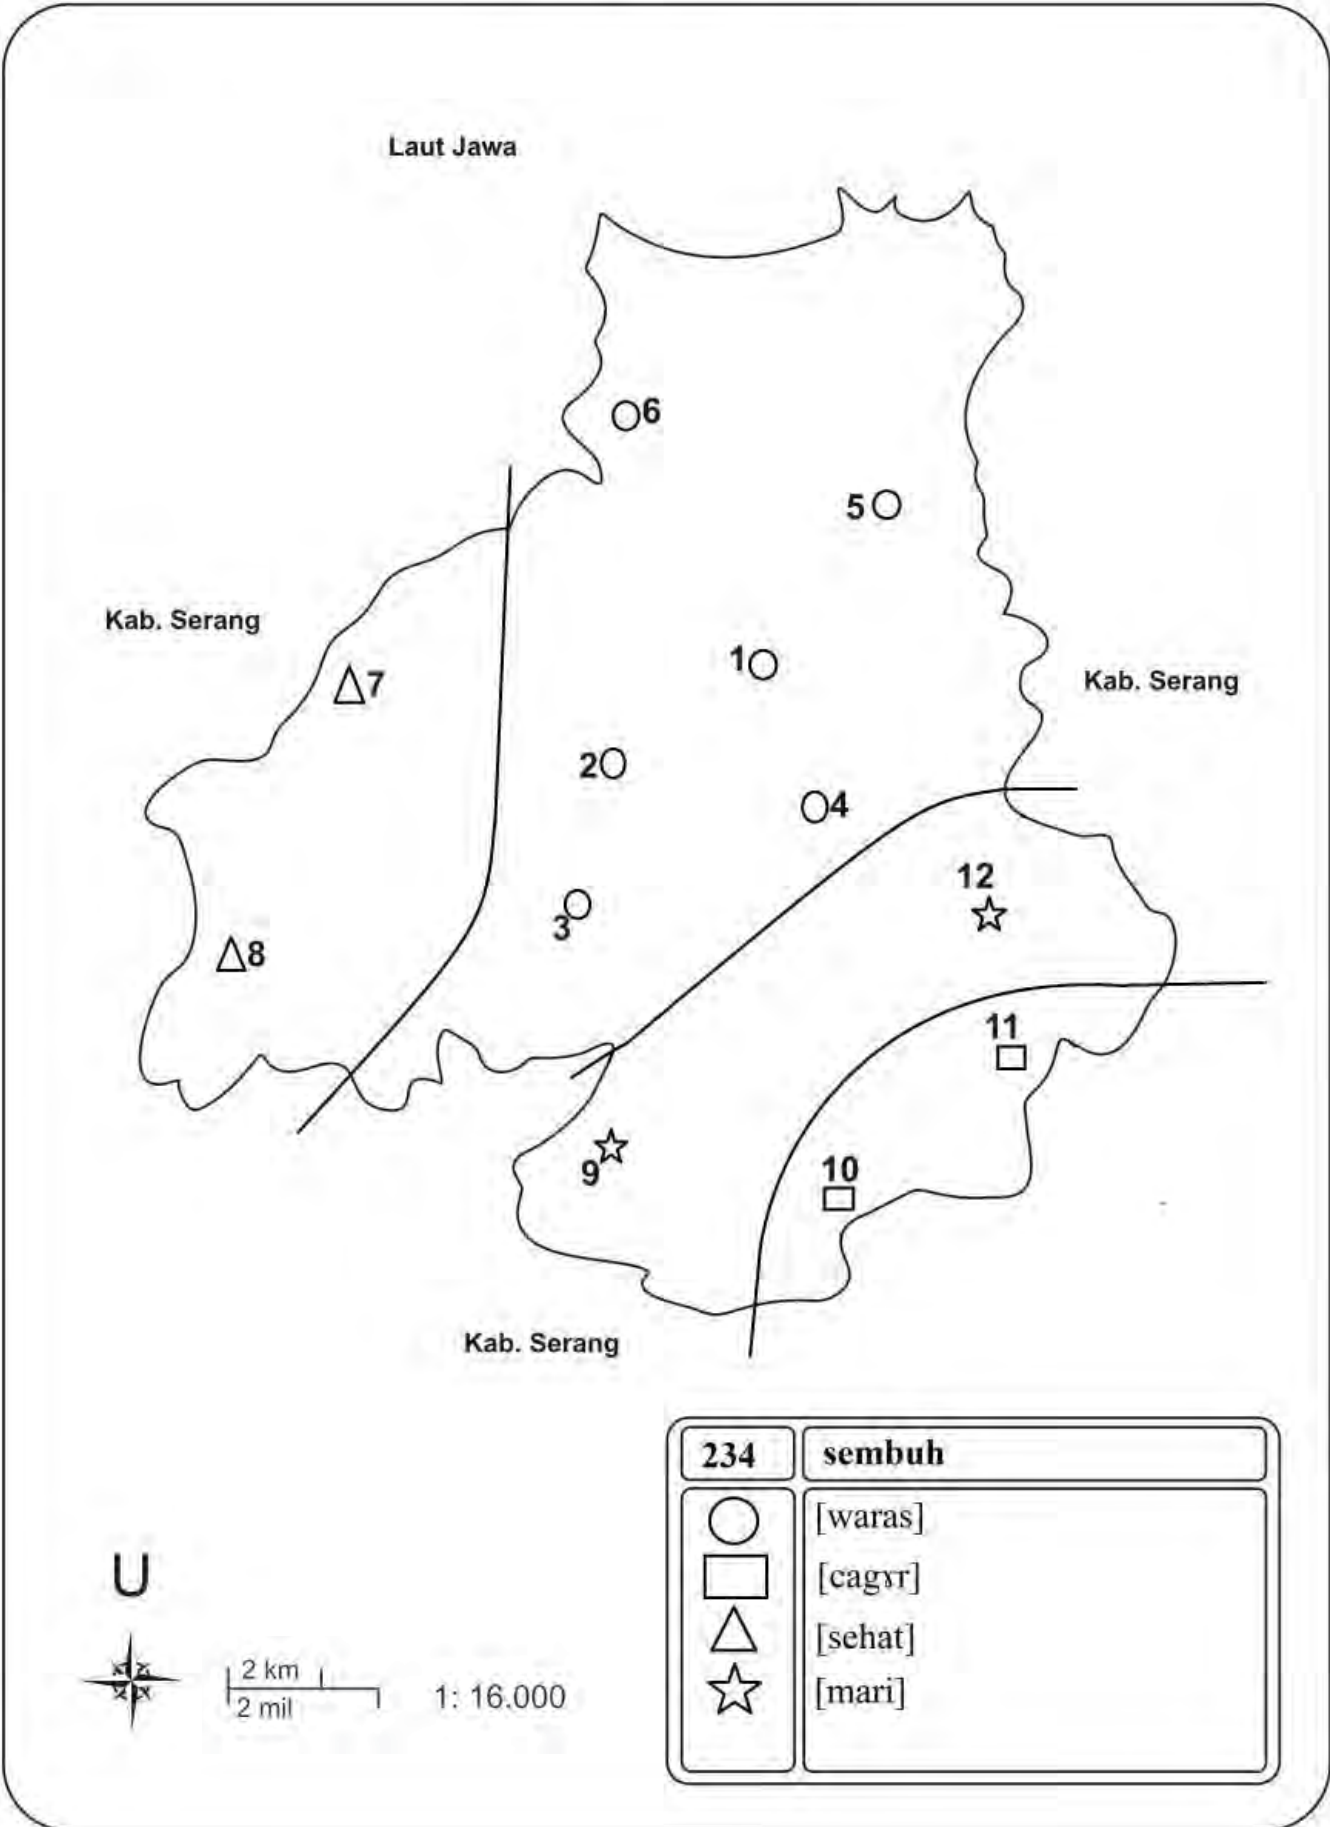 Laut Jawa
6
5
Kab. Serang
1
7
Kab. Serang
2
4
12
3
8
11
10
9
Kab. Serang
234 sembuh
[waras]
[cagɤr]
[sehat]
[mari]
U
2 km
2 mil
1: 16.000